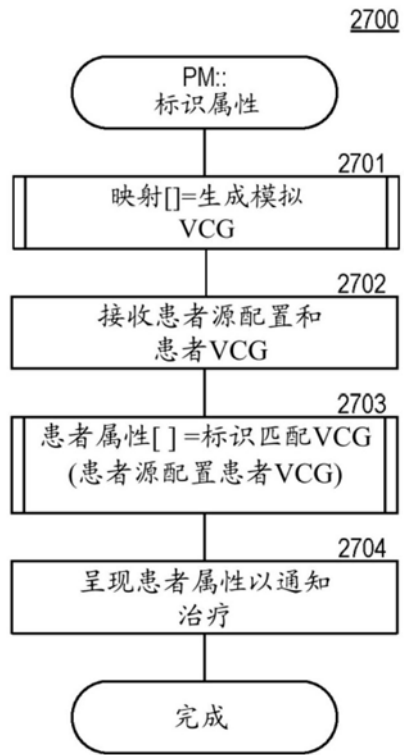 2700
PM::
标识属性
2701
映射[]=生成模拟
VCG
2702
接收患者源配置和
患者VCG
2703
患者属性[ ]=标识匹配VCG
(患者源配置患者VCG)
2704
呈现患者属性以通知
治疗
完成